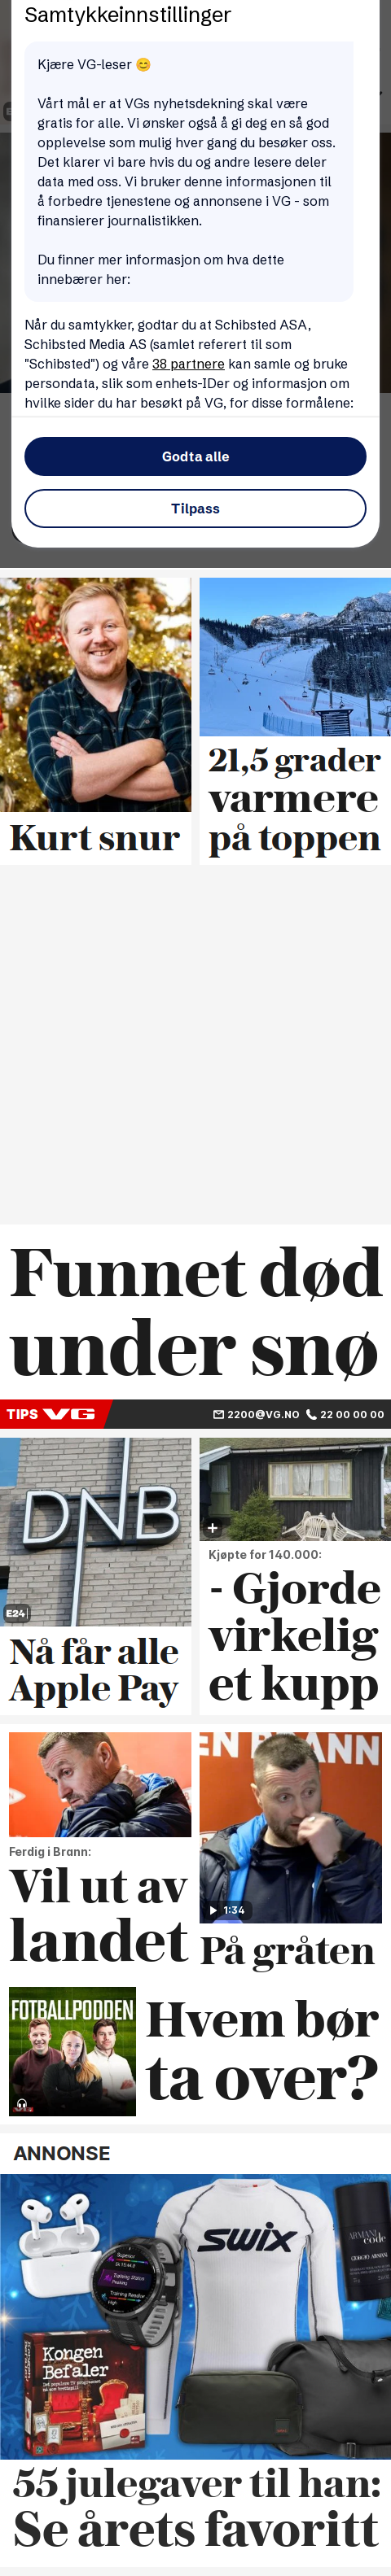 Samtykkeinnstillinger
Kjære VG-leser 😊
Vårt mål er at VGs nyhetsdekning skal være
gratis for alle. Vi ønsker også å gi deg en så god
opplevelse som mulig hver gang du besøker oss.
Det klarer vi bare hvis du og andre lesere deler
data med oss. Vi bruker denne informasjonen til
å forbedre tjenestene og annonsene i VG - som
finansierer journalistikken.
Du finner mer informasjon om hva dette
innebærer her:
Når du samtykker, godtar du at Schibsted ASA,
Schibsted Media AS (samlet referert til som
"Schibsted") og våre 38 partnere kan samle og bruke
persondata, slik som enhets-IDer og informasjon om
hvilke sider du har besøkt på VG, for disse formålene:
Godta alle
Tilpass
Kurt snur
21,5 grader
varmere
på toppen
Funnet død
under snø
TIPS VG
2200@VG.NO 22 00 00 00
DNB
E24
Nå får alle
Apple Pay
Kjøpte for 140.000:
- Gjorde
virkelig
et kupp
Ferdig i Brann:
Vil ut av
landet
EN BRANN
1:34
På gråten
FOTBALLPODDEN
Hvem bør
ta over?
ANNONSE
SWIX
ARMANI
code
Kongen
Befaler
55 julegaver til han:
Se årets favoritt